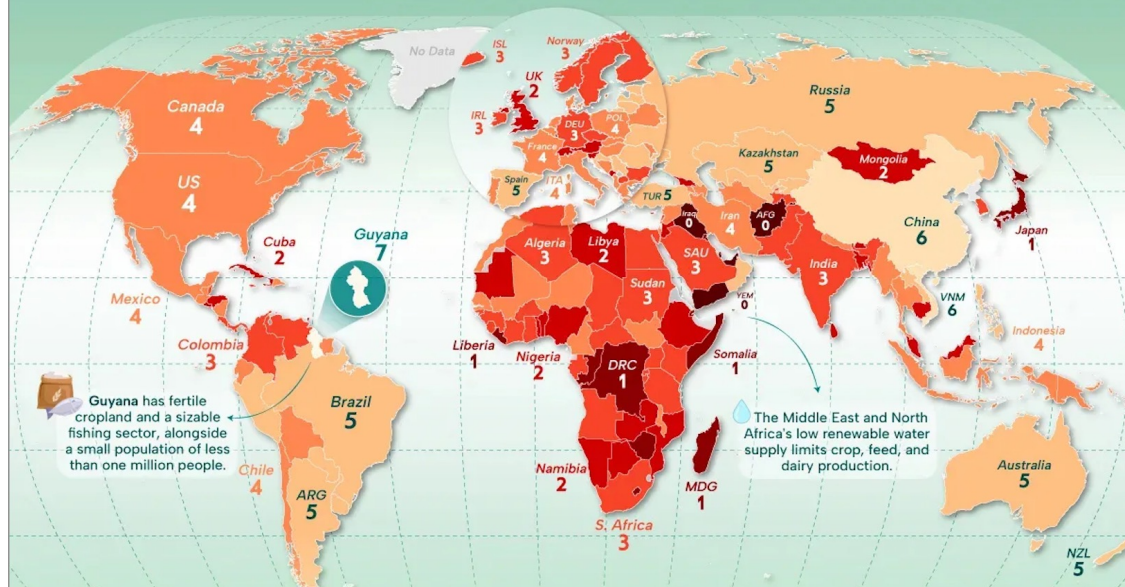 No Data
ISL
3
Norway
3
UK
2
IRL
3
DEU
3
POL
4
France
4
Spain
5
ITA
4
TUR 5
Canada
4
US
4
Russia
5
Kazakhstan
5
Mongolia
2
China
6
Japan
1
Iraq
0
Iran
4
AFG
0
Cuba
2
Guyana
7
Mexico
4
Algeria
3
Libya
2
SAU
3
India
3
Sudan
3
YEM
0
VNM
6
Colombia
3
Liberia
1
Nigeria
2
DRC
1
Somalia
1
Indonesia
4
Guyana has fertile
cropland and a sizable
fishing sector, alongside
a small population of less
than one million people.
Brazil
5
The Middle East and North
Africa's low renewable water
supply limits crop, feed, and
dairy production.
Chile
4
ARG
5
Namibia
2
MDG
1
S. Africa
3
Australia
5
NZL
5